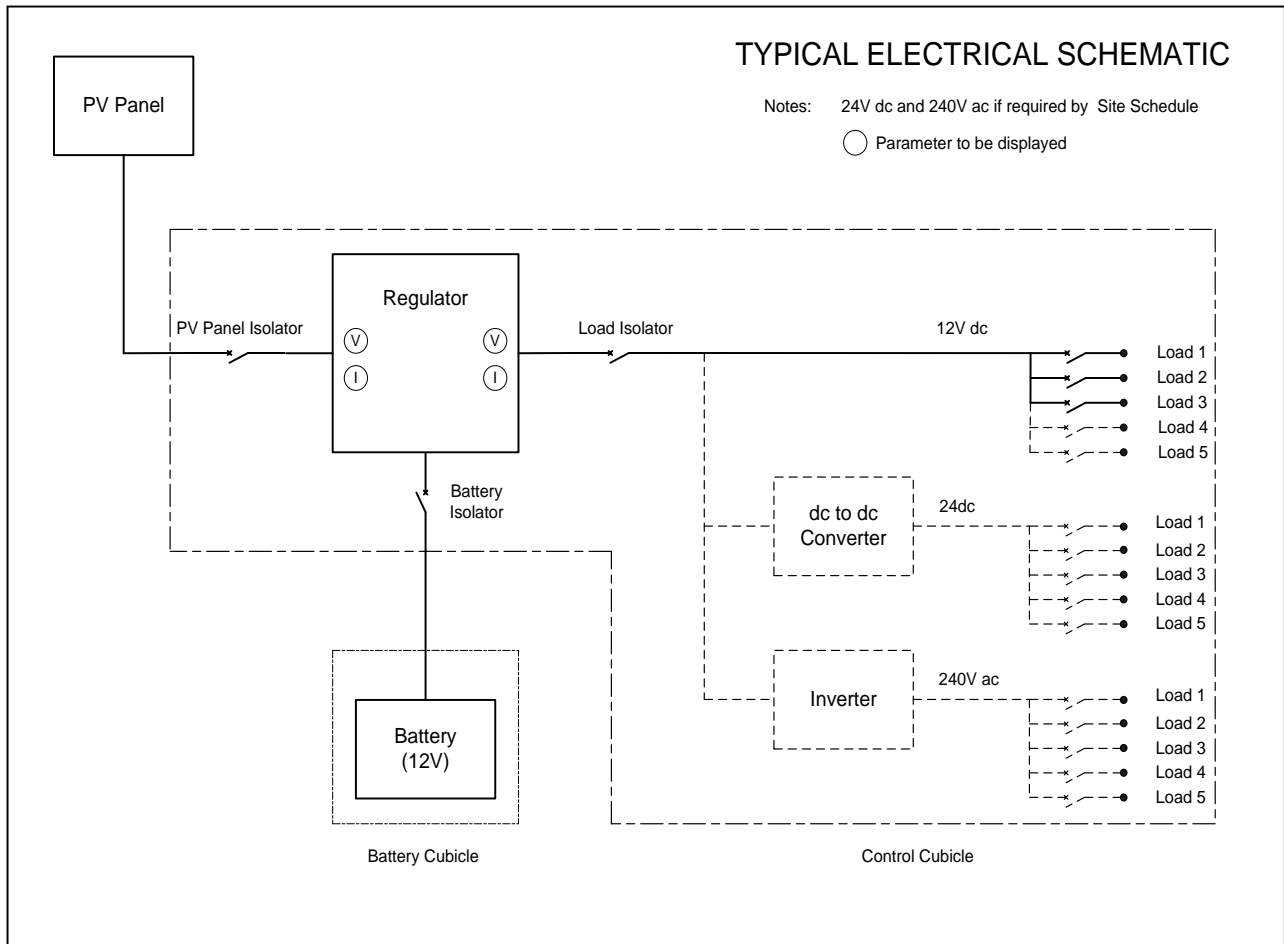 TYPICAL ELECTRICAL SCHEMATIC
Notes: 24V dc and 240V ac if required by Site Schedule
Parameter to be displayed
PV Panel
Regulator
PV Panel Isolator
V
V
I
I
Load Isolator
12V dc
Load 1
Load 2
Load 3
Load 4
Load 5
Battery
Isolator
dc to dc
Converter
24dc
Load 1
Load 2
Load 3
Load 4
Load 5
Inverter
240V ac
Load 1
Load 2
Load 3
Load 4
Load 5
Battery
(12V)
Battery Cubicle
Control Cubicle